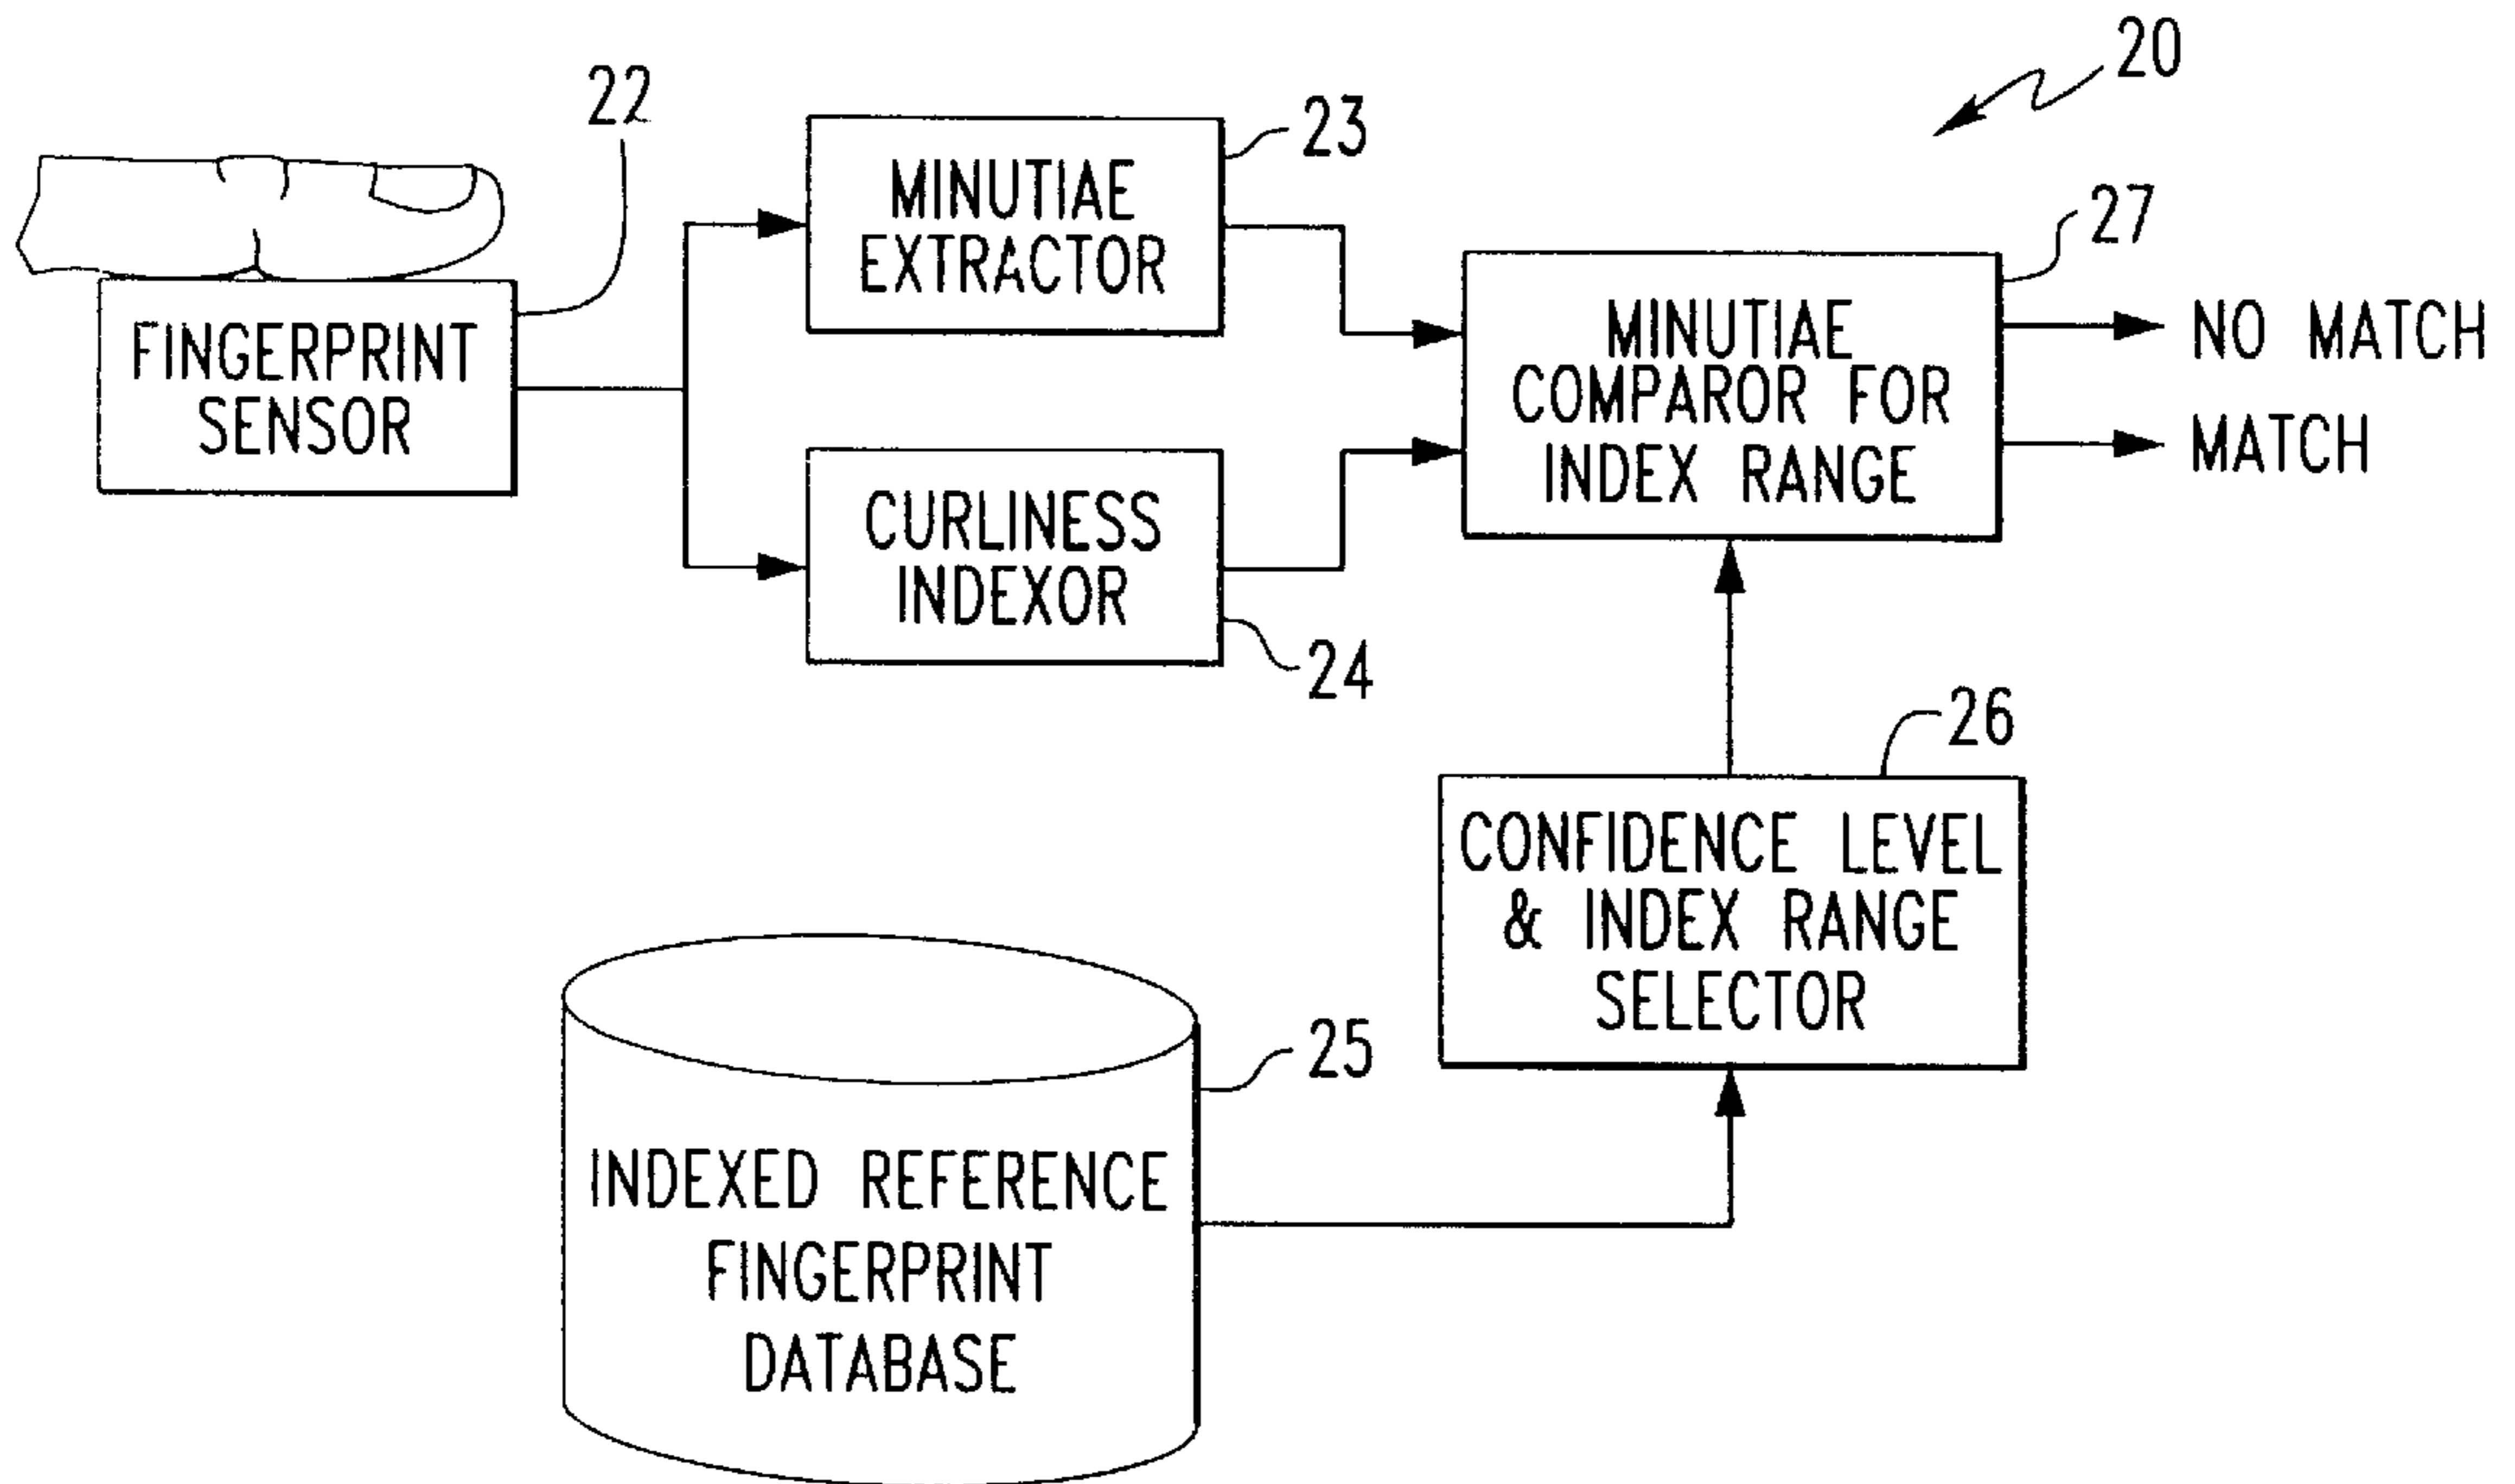 20
22
23
MINUTIAE
EXTRACTOR
27
FINGERPRINT
SENSOR
MINUTIAE
COMPAROR FOR
INDEX RANGE
NO MATCH
MATCH
CURLINESS
INDEXOR
24
26
CONFIDENCE LEVEL
& INDEX RANGE
SELECTOR
25
INDEXED REFERENCE
FINGERPRINT
DATABASE